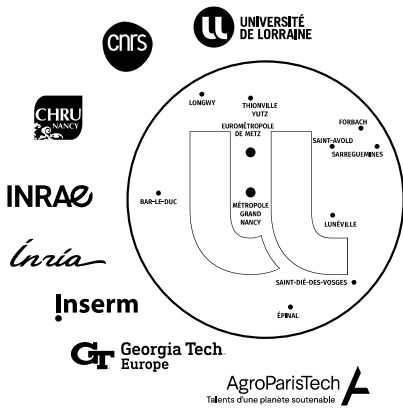 cnrs
UNIVERSITÉ
DE LORRAINE
CHRU
NANCY
LONGWY
THIONVILLE
YUTZ
EUROMÉTROPOLE
DE METZ
FORBACH
SAINT-AVOLD
SARREGUEMINES
INRAE
BAR-LE-DUC
MÉTROPOLE
GRAND
NANCY
LUNÉVILLE
Inria
SAINT-DIÉ-DES-VOSGES
Inserm
ÉPINAL
GT Georgia Tech
Europe
AgroParisTech
Talents d'une planète soutenable